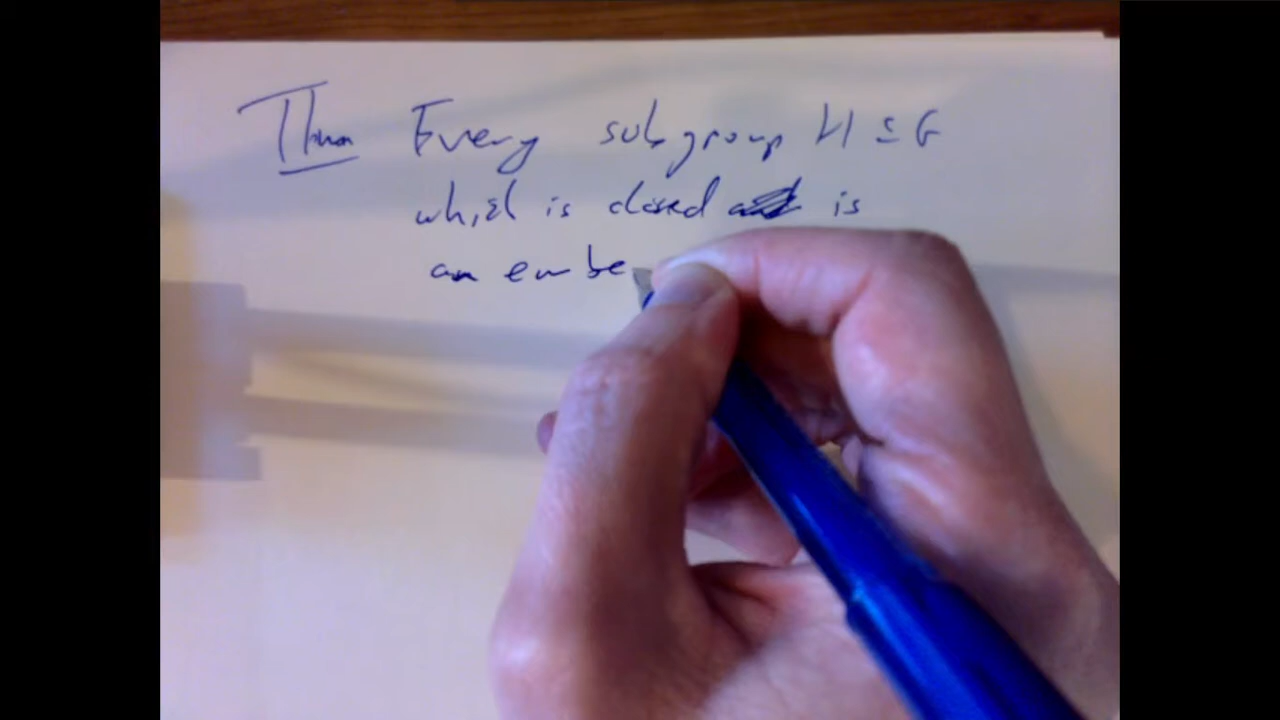 Thm Every subgroup H ≤ G
which is closed is
an embe